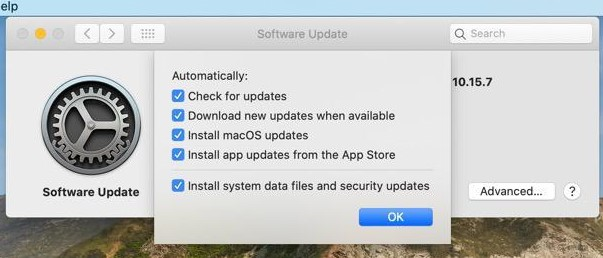 elp
Software Update
Search
Automatically:
Check for updates
Download new updates when available
Install macOS updates
Install app updates from the App Store
Install system data files and security updates
OK
10.15.7
Software Update
Advanced...
?